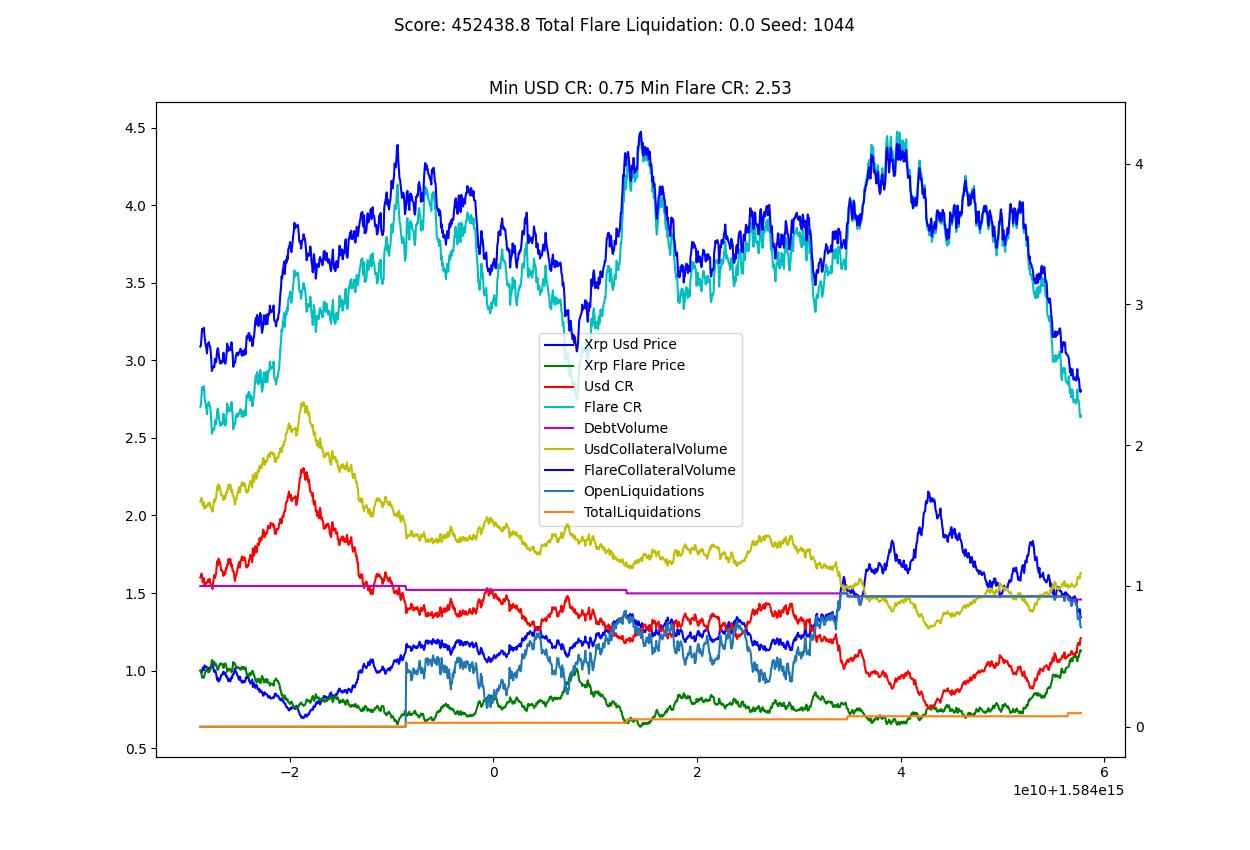 Score: 452438.8 Total Flare Liquidation: 0.0 Seed: 1044
Min USD CR: 0.75 Min Flare CR: 2.53
4.5
4.0
3.5
3.0
2.5
2.0
1.5
1.0
0.5
4
3
2
1
0
Xrp Usd Price
Xrp Flare Price
Usd CR
Flare CR
DebtVolume
UsdCollateralVolume
FlareCollateralVolume
OpenLiquidations
TotalLiquidations
−2 0 2 4 6
1e10+1.584e15